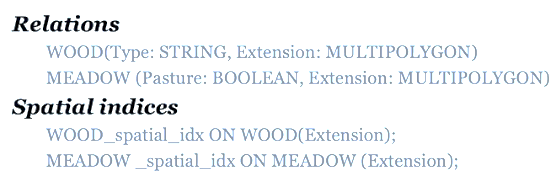 Relations
WOOD(Type: STRING, Extension: MULTIPOLYGON)
MEADOW (Pasture: BOOLEAN, Extension: MULTIPOLYGON)
Spatial indices
WOOD_spatial_idx ON WOOD(Extension);
MEADOW _spatial_idx ON MEADOW (Extension);